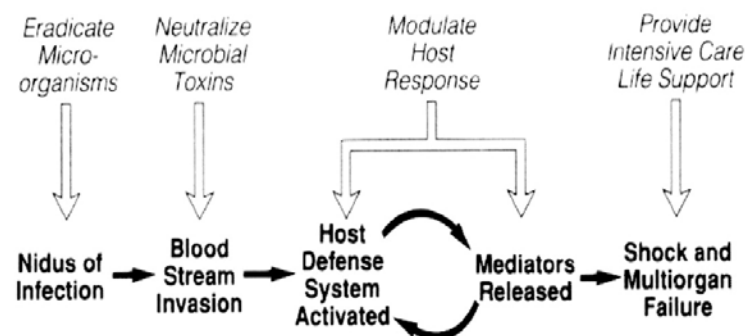 Eradicate
Micro-
organisms
Neutralize
Microbial
Toxins
Modulate
Host
Response
Provide
Intensive Care
Life Support
Nidus of
Infection
Blood
Stream
Invasion
Host
Defense
System
Activated
Mediators
Released
Shock and
Multiorgan
Failure